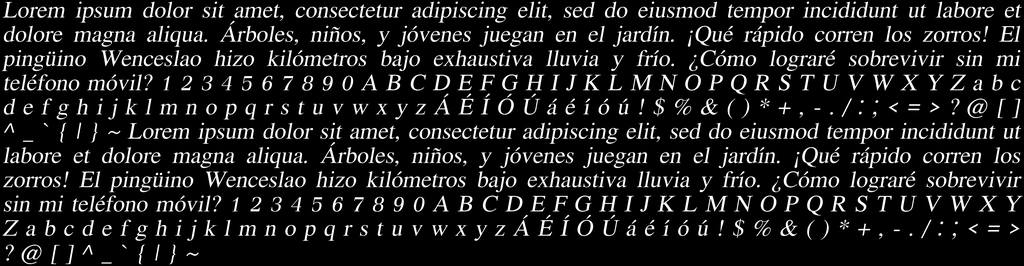 Lorem ipsum dolor sit amet, consectetur adipiscing elit, sed do eiusmod tempor incididunt ut labore et
dolore magna aliqua. Árboles, niños, y jóvenes juegan en el jardín. ¡Qué rápido corren los zorros! El
pingüino Wenceslao hizo kilómetros bajo exhaustiva lluvia y frío. ¿Cómo lograré sobrevivir sin mi
teléfono móvil? 1 2 3 4 5 6 7 8 9 0 A B C D E F G H I J K L M N O P Q R S T U V W X Y Z a b c
d e f g h i j k l m n o p q r s t u v w x y z Á É Í Ó Ú á é í ó ú ! $ % & ( ) * + , - . / : ; < = > ? @ [ ]
^ _ ` { | } ~ Lorem ipsum dolor sit amet, consectetur adipiscing elit, sed do eiusmod tempor incididunt ut
labore et dolore magna aliqua. Árboles, niños, y jóvenes juegan en el jardín. ¡Qué rápido corren los
zorros! El pingüino Wenceslao hizo kilómetros bajo exhaustiva lluvia y frío. ¿Cómo lograré sobrevivir
sin mi teléfono móvil? 1 2 3 4 5 6 7 8 9 0 A B C D E F G H I J K L M N O P Q R S T U V W X Y
Z a b c d e f g h i j k l m n o p q r s t u v w x y z Á É Í Ó Ú á é í ó ú ! $ % & ( ) * + , - . / : ; < = >
? @ [ ] ^ _ ` { | } ~